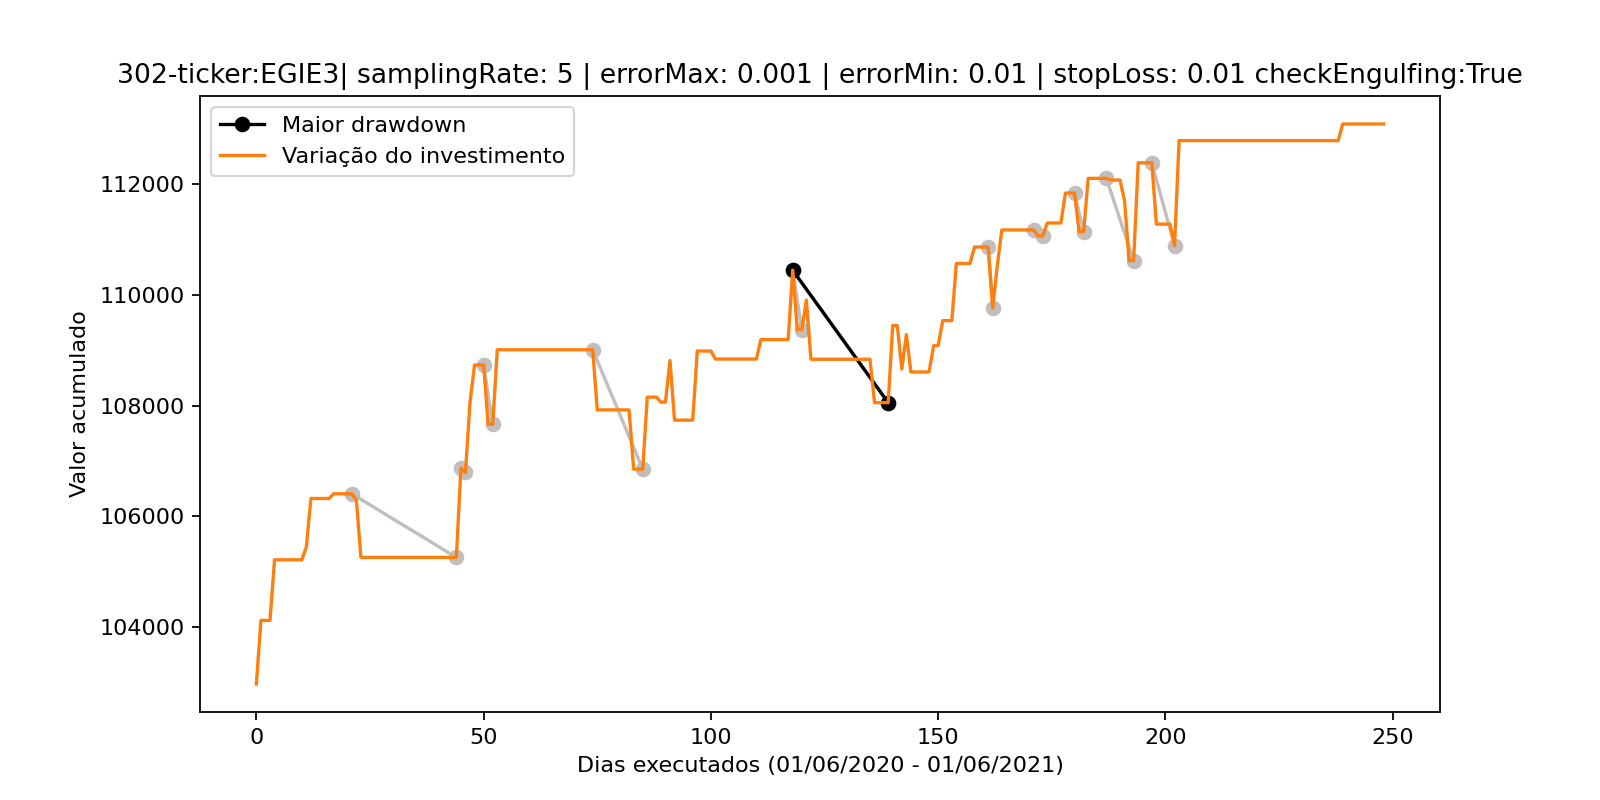 302-ticker:EGIE3| samplingRate: 5 | errorMax: 0.001 | errorMin: 0.01 | stopLoss: 0.01 checkEngulfing:True
Maior drawdown
Variação do investimento
Valor acumulado
112000
110000
108000
106000
104000
0 50 100 150 200 250
Dias executados (01/06/2020 - 01/06/2021)